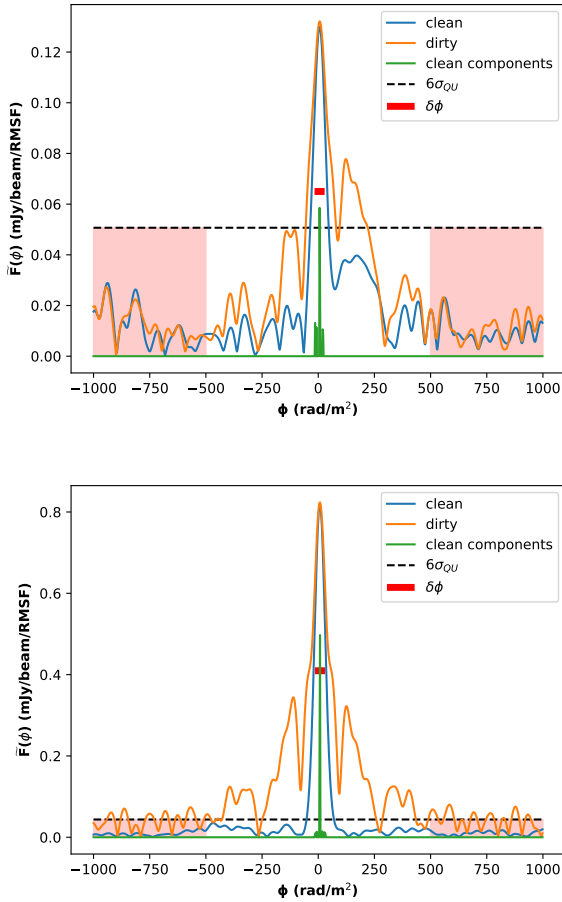 clean
dirty
clean components
6σ_QU
δϕ
F̃(ϕ) (mJy/beam/RMSF)
0.12
0.10
0.08
0.06
0.04
0.02
0.00
−1000 −750 −500 −250 0 250 500 750 1000
ϕ (rad/m²)
clean
dirty
clean components
6σ_QU
δϕ
F̃(ϕ) (mJy/beam/RMSF)
0.8
0.6
0.4
0.2
0.0
−1000 −750 −500 −250 0 250 500 750 1000
ϕ (rad/m²)